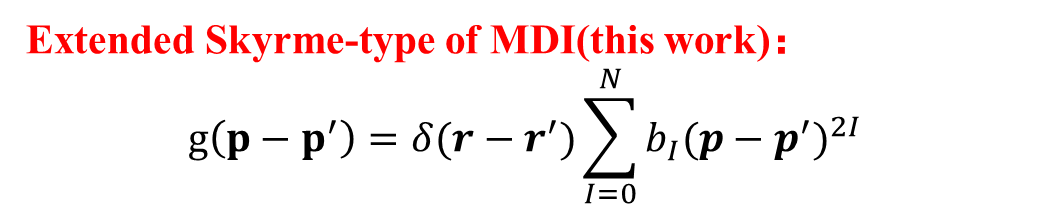 Extended Skyrme-type of MDI(this work):
g(𝐩 − 𝐩′) = δ(𝒓 − 𝒓′) ∑_{I=0}^{N} b_I(𝒑 − 𝒑′)^{2I}